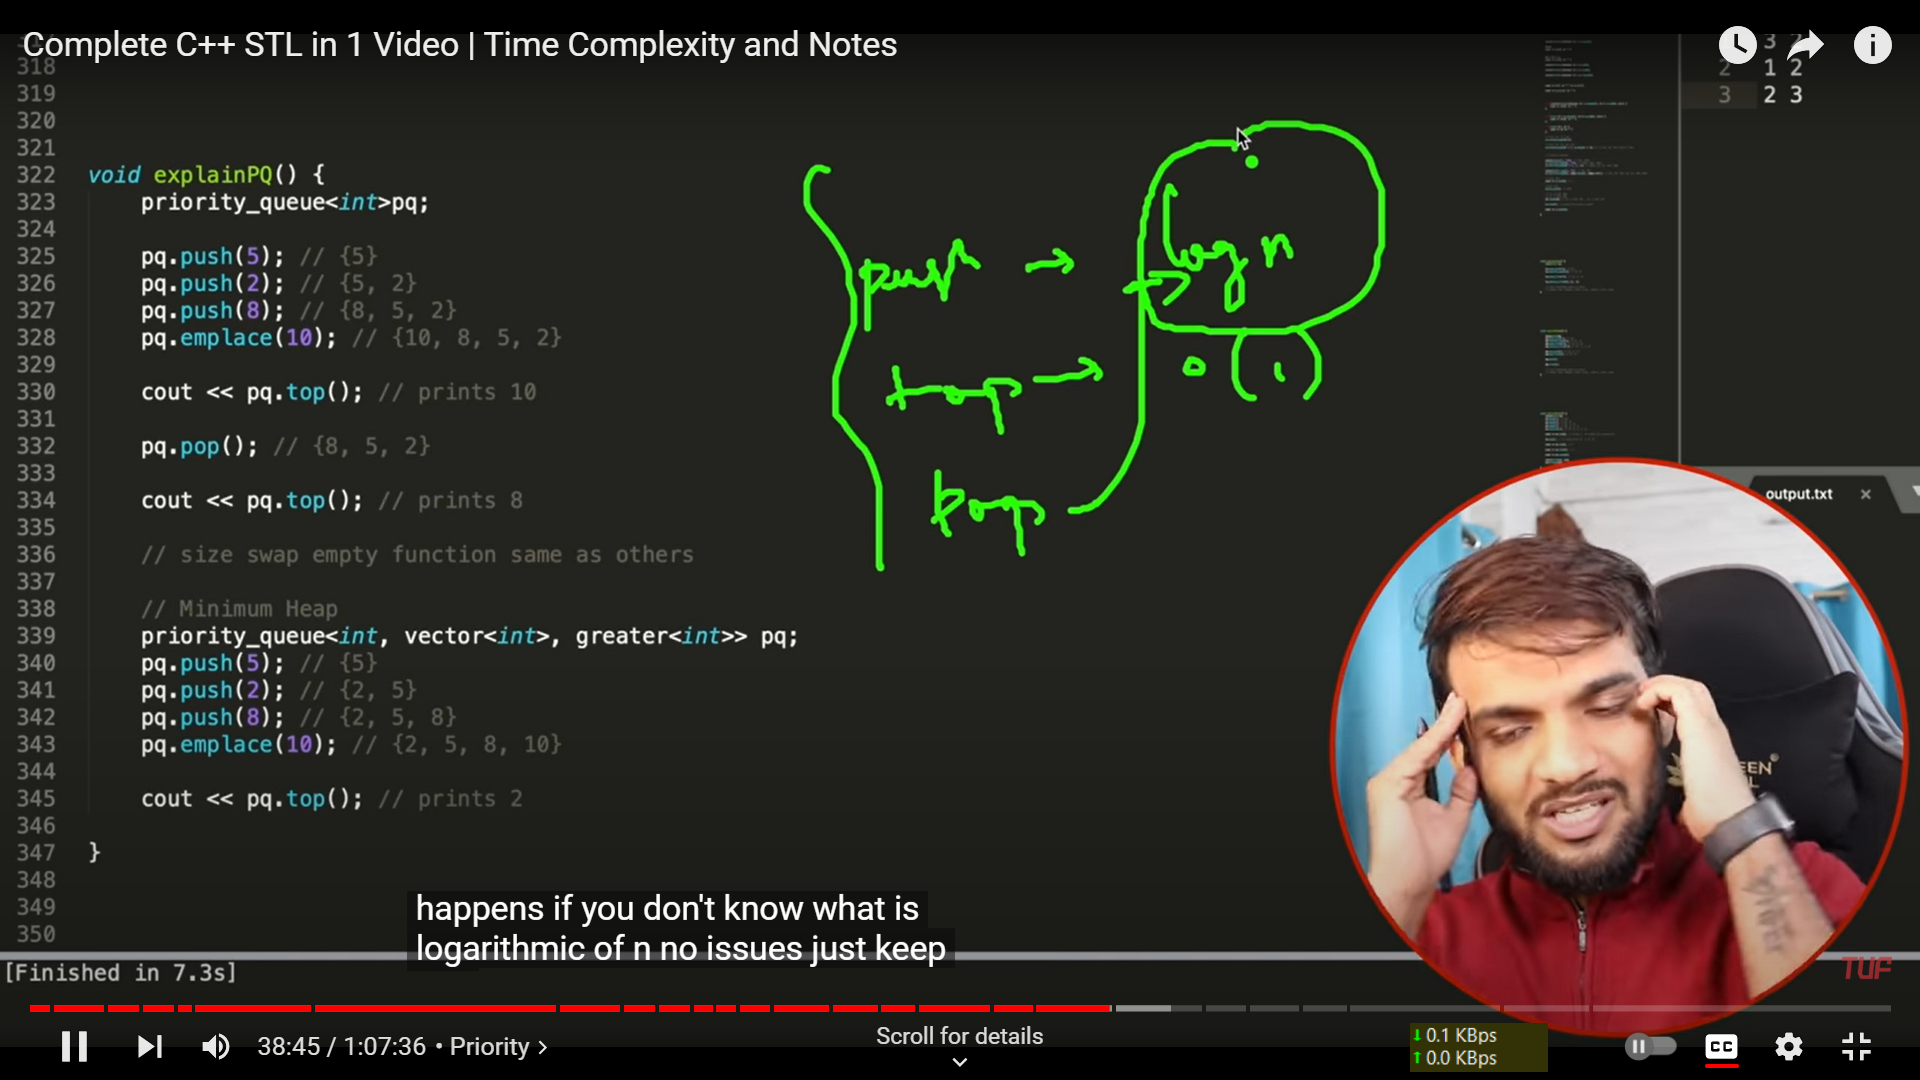 Complete C++ STL in 1 Video | Time Complexity and Notes
318
319
320
321
322 void explainPQ() {
323 priority_queue<int>pq;
324
325 pq.push(5); // {5}
326 pq.push(2); // {5, 2}
327 pq.push(8); // {8, 5, 2}
328 pq.emplace(10); // {10, 8, 5, 2}
329
330 cout << pq.top(); // prints 10
331
332 pq.pop(); // {8, 5, 2}
333
334 cout << pq.top(); // prints 8
335
336 // size swap empty function same as others
337
338 // Minimum Heap
339 priority_queue<int, vector<int>, greater<int>> pq;
340 pq.push(5); // {5}
341 pq.push(2); // {2, 5}
342 pq.push(8); // {2, 5, 8}
343 pq.emplace(10); // {2, 5, 8, 10}
344
345 cout << pq.top(); // prints 2
346
347 }
348
349
350
push → log n
top → O(1)
pop
2 1 2
3 2 3
output.txt ×
happens if you don't know what is
logarithmic of n no issues just keep
[Finished in 7.3s]
TUF
38:45 / 1:07:36 • Priority
Scroll for details
0.1 KBps
0.0 KBps
CC